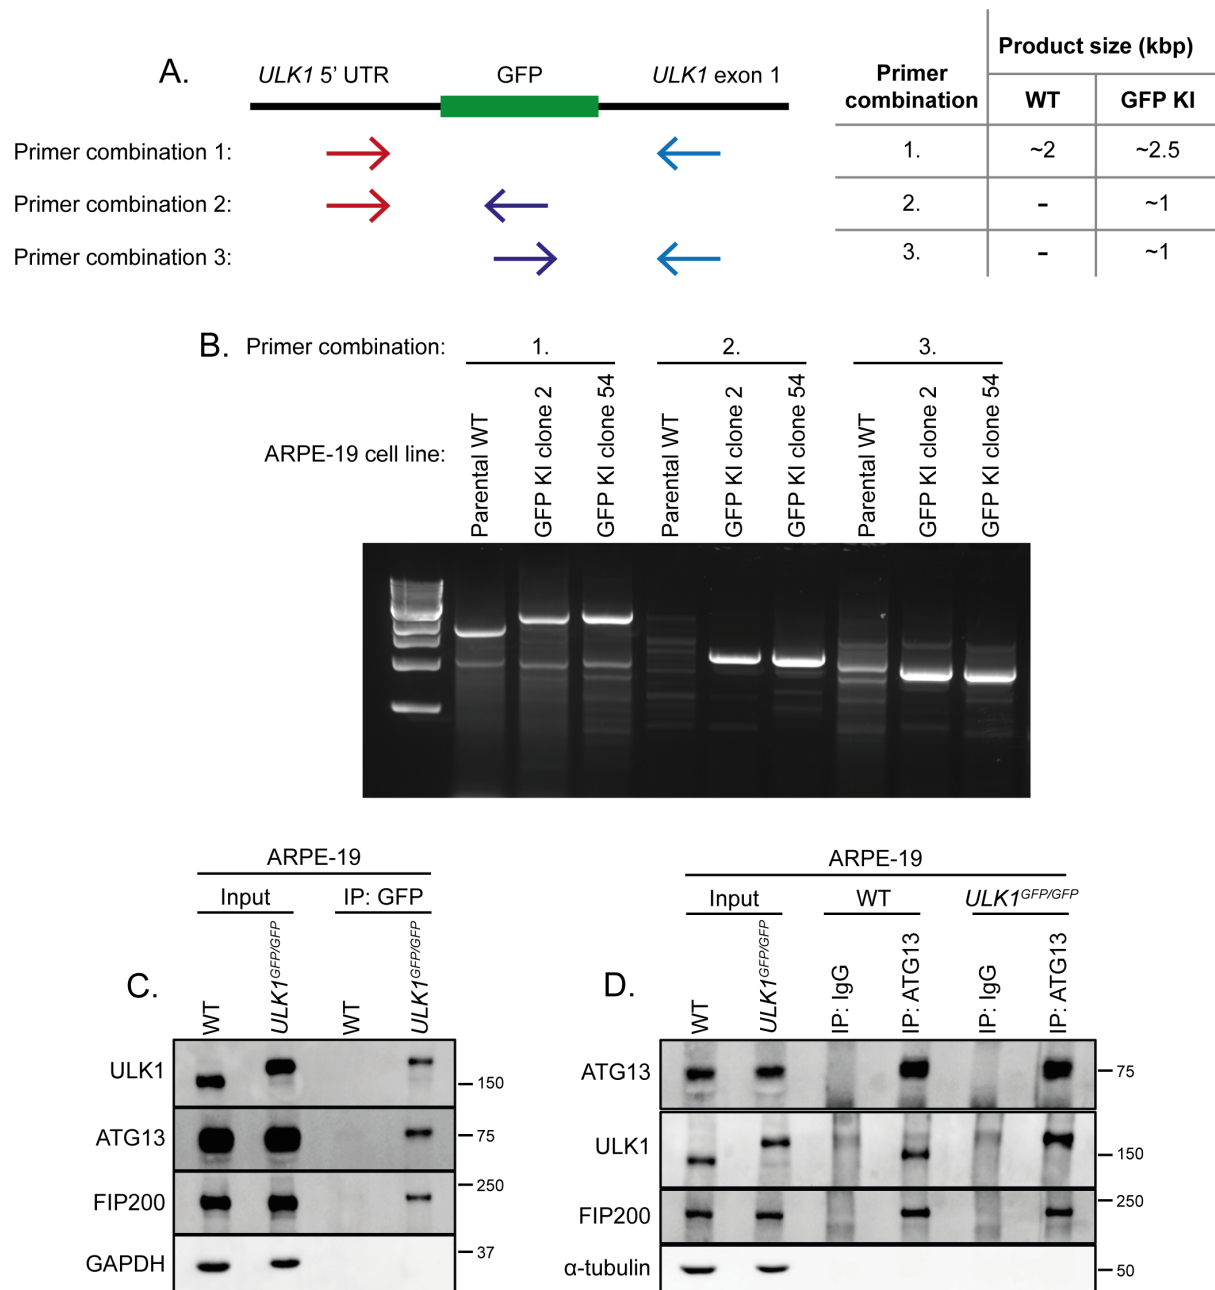 A.
ULK1 5' UTR GFP ULK1 exon 1
Primer combination 1:
Primer combination 2:
Primer combination 3:
Product size (kbp)
Primer combination WT GFP KI
1. ~2 ~2.5
2. - ~1
3. - ~1
B.
Primer combination: 1. 2. 3.
ARPE-19 cell line:
Parental WT
GFP KI clone 2
GFP KI clone 54
Parental WT
GFP KI clone 2
GFP KI clone 54
Parental WT
GFP KI clone 2
GFP KI clone 54
C.
ARPE-19
Input IP: GFP
WT
ULK1GFP/GFP
WT
ULK1GFP/GFP
ULK1 150
ATG13 75
FIP200 250
GAPDH 37
D.
ARPE-19
Input WT ULK1GFP/GFP
WT
ULK1GFP/GFP
IP: IgG
IP: ATG13
IP: IgG
IP: ATG13
ATG13 75
ULK1 150
FIP200 250
α-tubulin 50